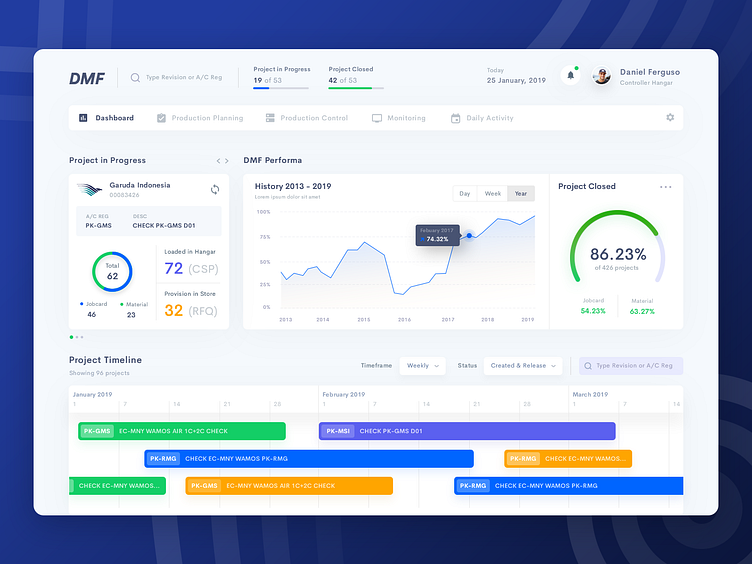 DMF
Type Revision or A/C Reg
Project in Progress
19 of 53
Project Closed
42 of 53
Today
25 January, 2019
Daniel Ferguso
Controller Hangar
Dashboard
Production Planning
Production Control
Monitoring
Daily Activity
Project in Progress
Garuda Indonesia
00083426
A/C REG
PK-GMS
DESC
CHECK PK-GMS D01
Total
62
Jobcard
46
Material
23
Loaded in Hangar
72 (CSP)
Provision in Store
32 (RFQ)
DMF Performa
History 2013 - 2019
Lorem ipsum dolor sit amet
Day
Week
Year
100%
75%
50%
25%
0%
2013
2014
2015
2016
2017
2018
2019
February 2017
74.32%
Project Closed
86.23%
of 426 projects
Jobcard
54.23%
Material
63.27%
Project Timeline
Showing 96 projects
Timeframe
Weekly
Status
Created & Release
Type Revision or A/C Reg
January 2019
February 2019
March 2019
1 7 14 21 28 1 7 14 21 28 1 7 14
PK-GMS EC-MNY WAMOS AIR 1C+2C CHECK
PK-MSI CHECK PK-GMS D01
PK-RMG CHECK EC-MNY WAMOS PK-RMG
PK-RMG CHECK EC-MNY WAMOS...
CHECK EC-MNY WAMOS...
PK-GMS EC-MNY WAMOS AIR 1C+2C CHECK
PK-RMG CHECK EC-MNY WAMOS PK-RMG